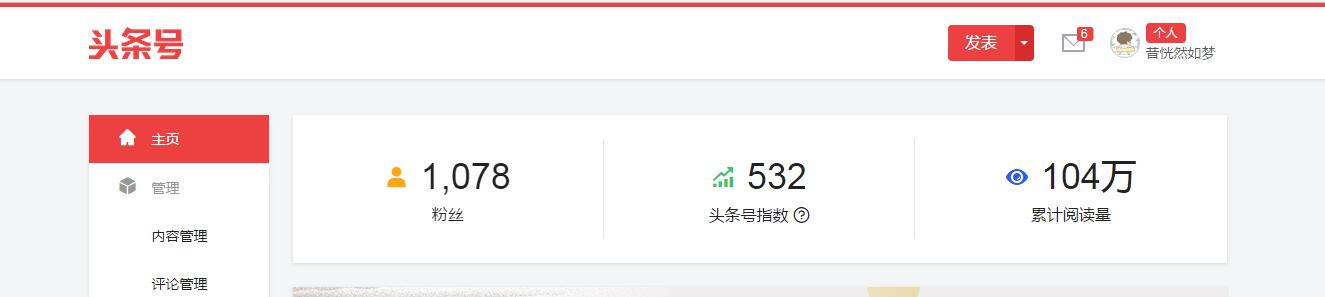 头条号
发表
6
个人
昔恍然如梦
主页
管理
内容管理
评论管理
1,078
粉丝
532
头条号指数 ?
104万
累计阅读量